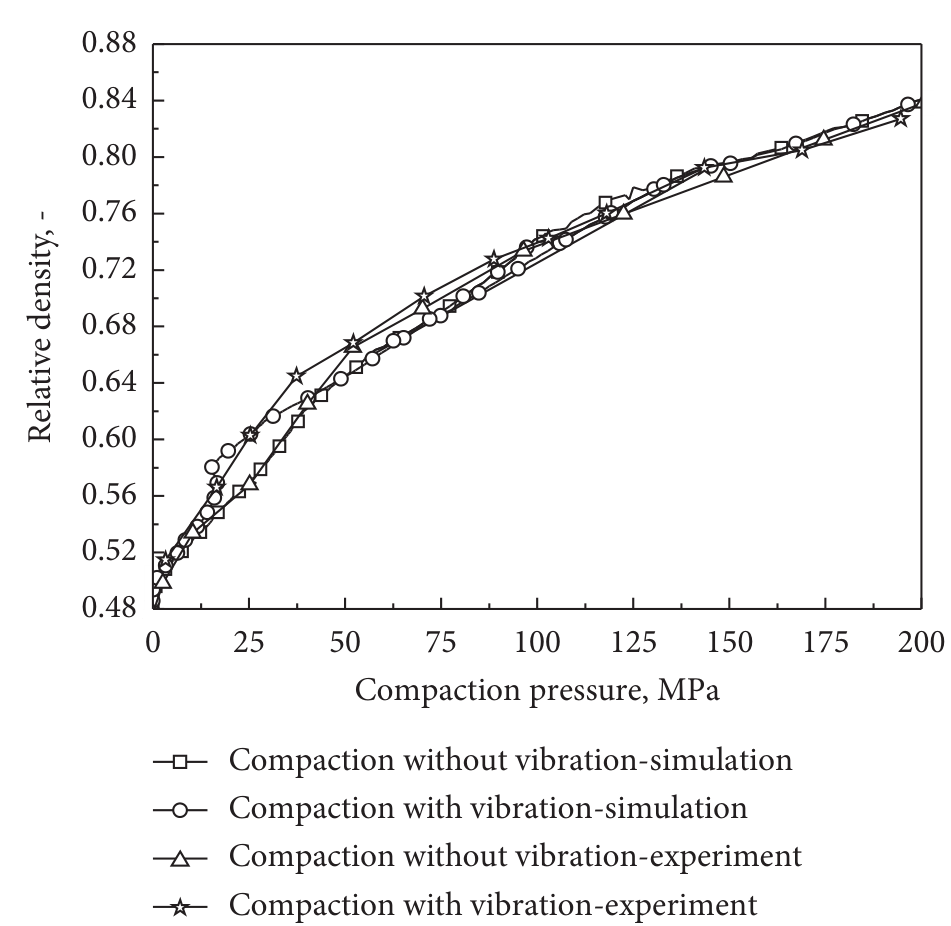 0.88
0.84
0.80
0.76
0.72
0.68
0.64
0.60
0.56
0.52
0.48
Relative density, -
0 25 50 75 100 125 150 175 200
Compaction pressure, MPa
Compaction without vibration-simulation
Compaction with vibration-simulation
Compaction without vibration-experiment
Compaction with vibration-experiment